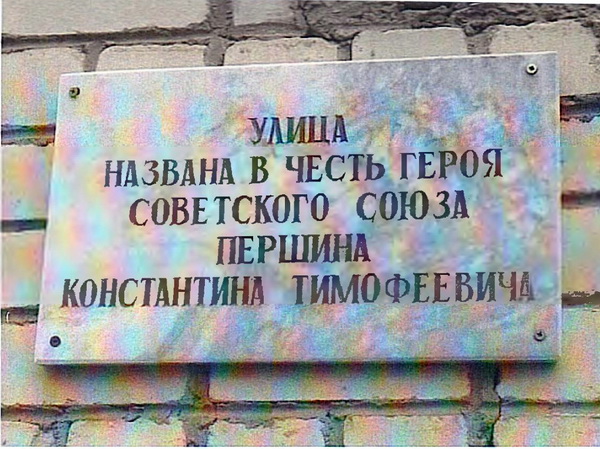 УЛИЦА
НАЗВАНА В ЧЕСТЬ ГЕРОЯ
СОВЕТСКОГО СОЮЗА
ПЕРШИНА
КОНСТАНТИНА ТИМОФЕЕВИЧА